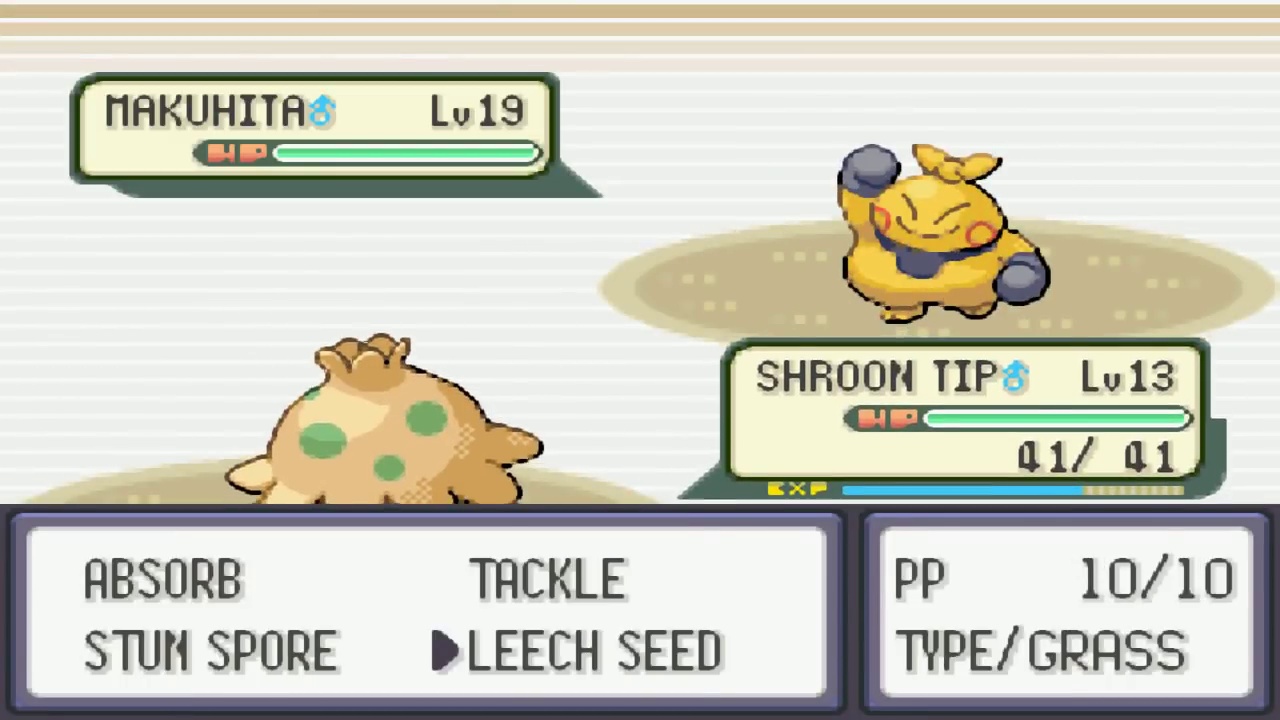 MAKUHITA♂ Lv19
HP
SHROON TIP♂ Lv13
HP
41/ 41
EXP
ABSORB TACKLE
STUN SPORE ▶LEECH SEED
PP 10/10
TYPE/GRASS